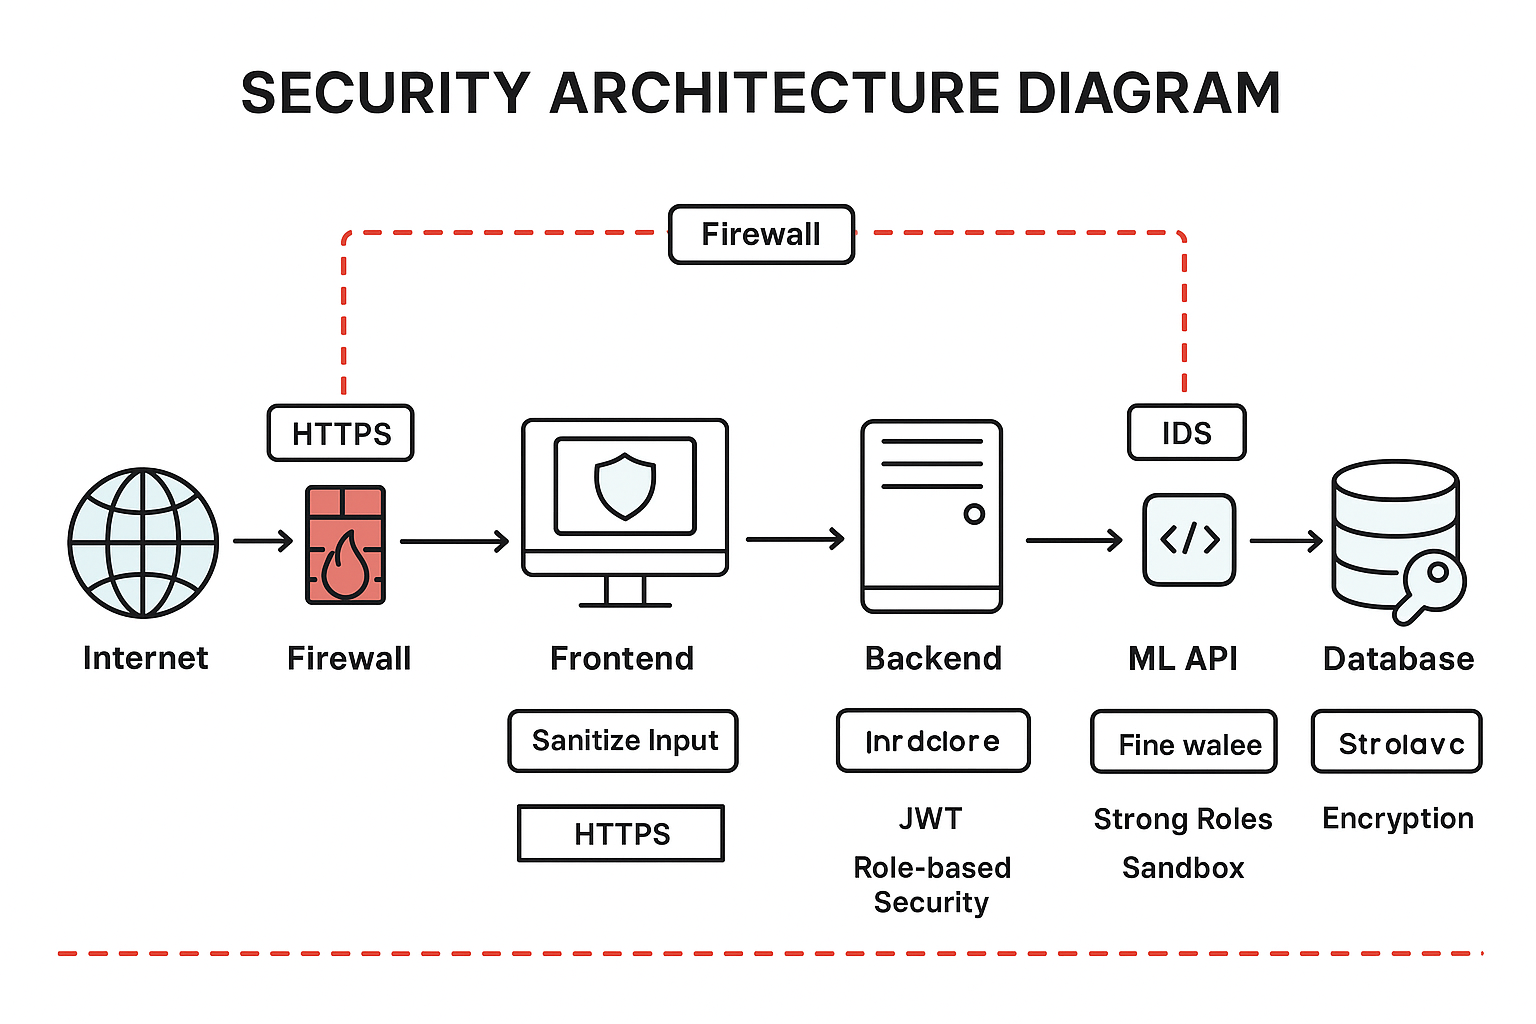 SECURITY ARCHITECTURE DIAGRAM
Firewall
HTTPS
IDS
Internet
Firewall
Frontend
Backend
ML API
Database
Sanitize Input
Inrdclore
Fine walee
Strolavc
HTTPS
JWT
Strong Roles
Encryption
Role-based
Security
Sandbox